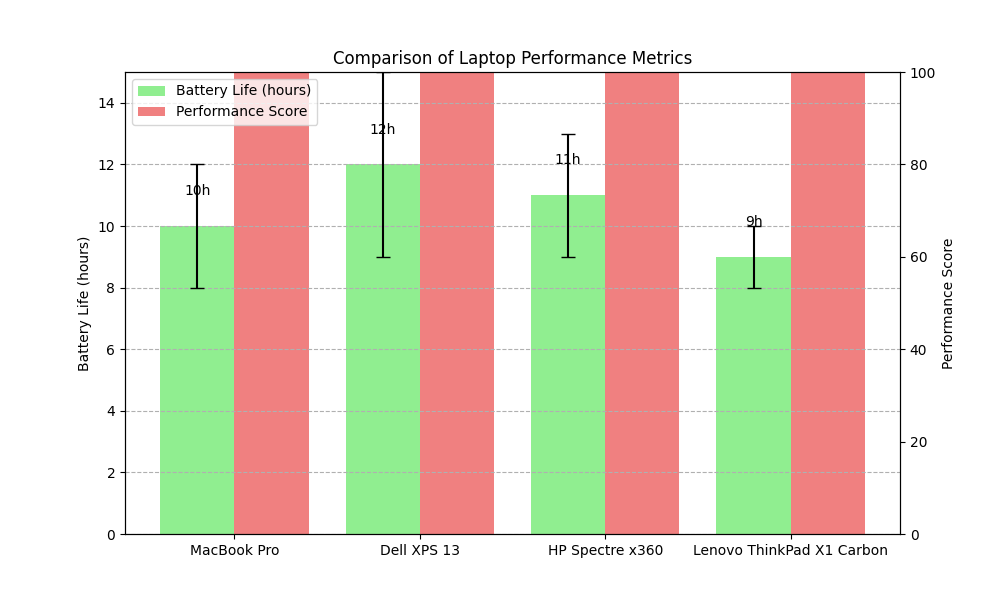 Comparison of Laptop Performance Metrics
Battery Life (hours)
Performance Score
Battery Life (hours)
14
12
10
8
6
4
2
0
10h
12h
11h
9h
100
80
60
40
20
0
Performance Score
MacBook Pro
Dell XPS 13
HP Spectre x360
Lenovo ThinkPad X1 Carbon